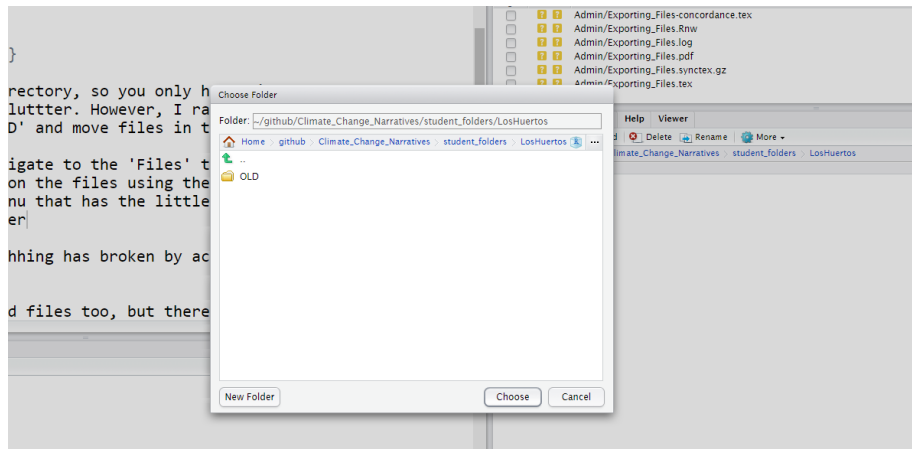 }
rectory, so you only h
luttter. However, I ra
D' and move files in t
igate to the 'Files' t
on the files using the
nu that has the little
er
hhing has broken by ac
d files too, but there
Admin/Exporting_Files-concordance.tex
Admin/Exporting_Files.Rnw
Admin/Exporting_Files.log
Admin/Exporting_Files.pdf
Admin/Exporting_Files.synctex.gz
Admin/Exporting_Files.tex
Help Viewer
Delete Rename More
limate_Change_Narratives student_folders LosHuertos
Choose Folder
Folder: ~/github/Climate_Change_Narratives/student_folders/LosHuertos
Home github Climate_Change_Narratives student_folders LosHuertos ...
..
OLD
New Folder Choose Cancel